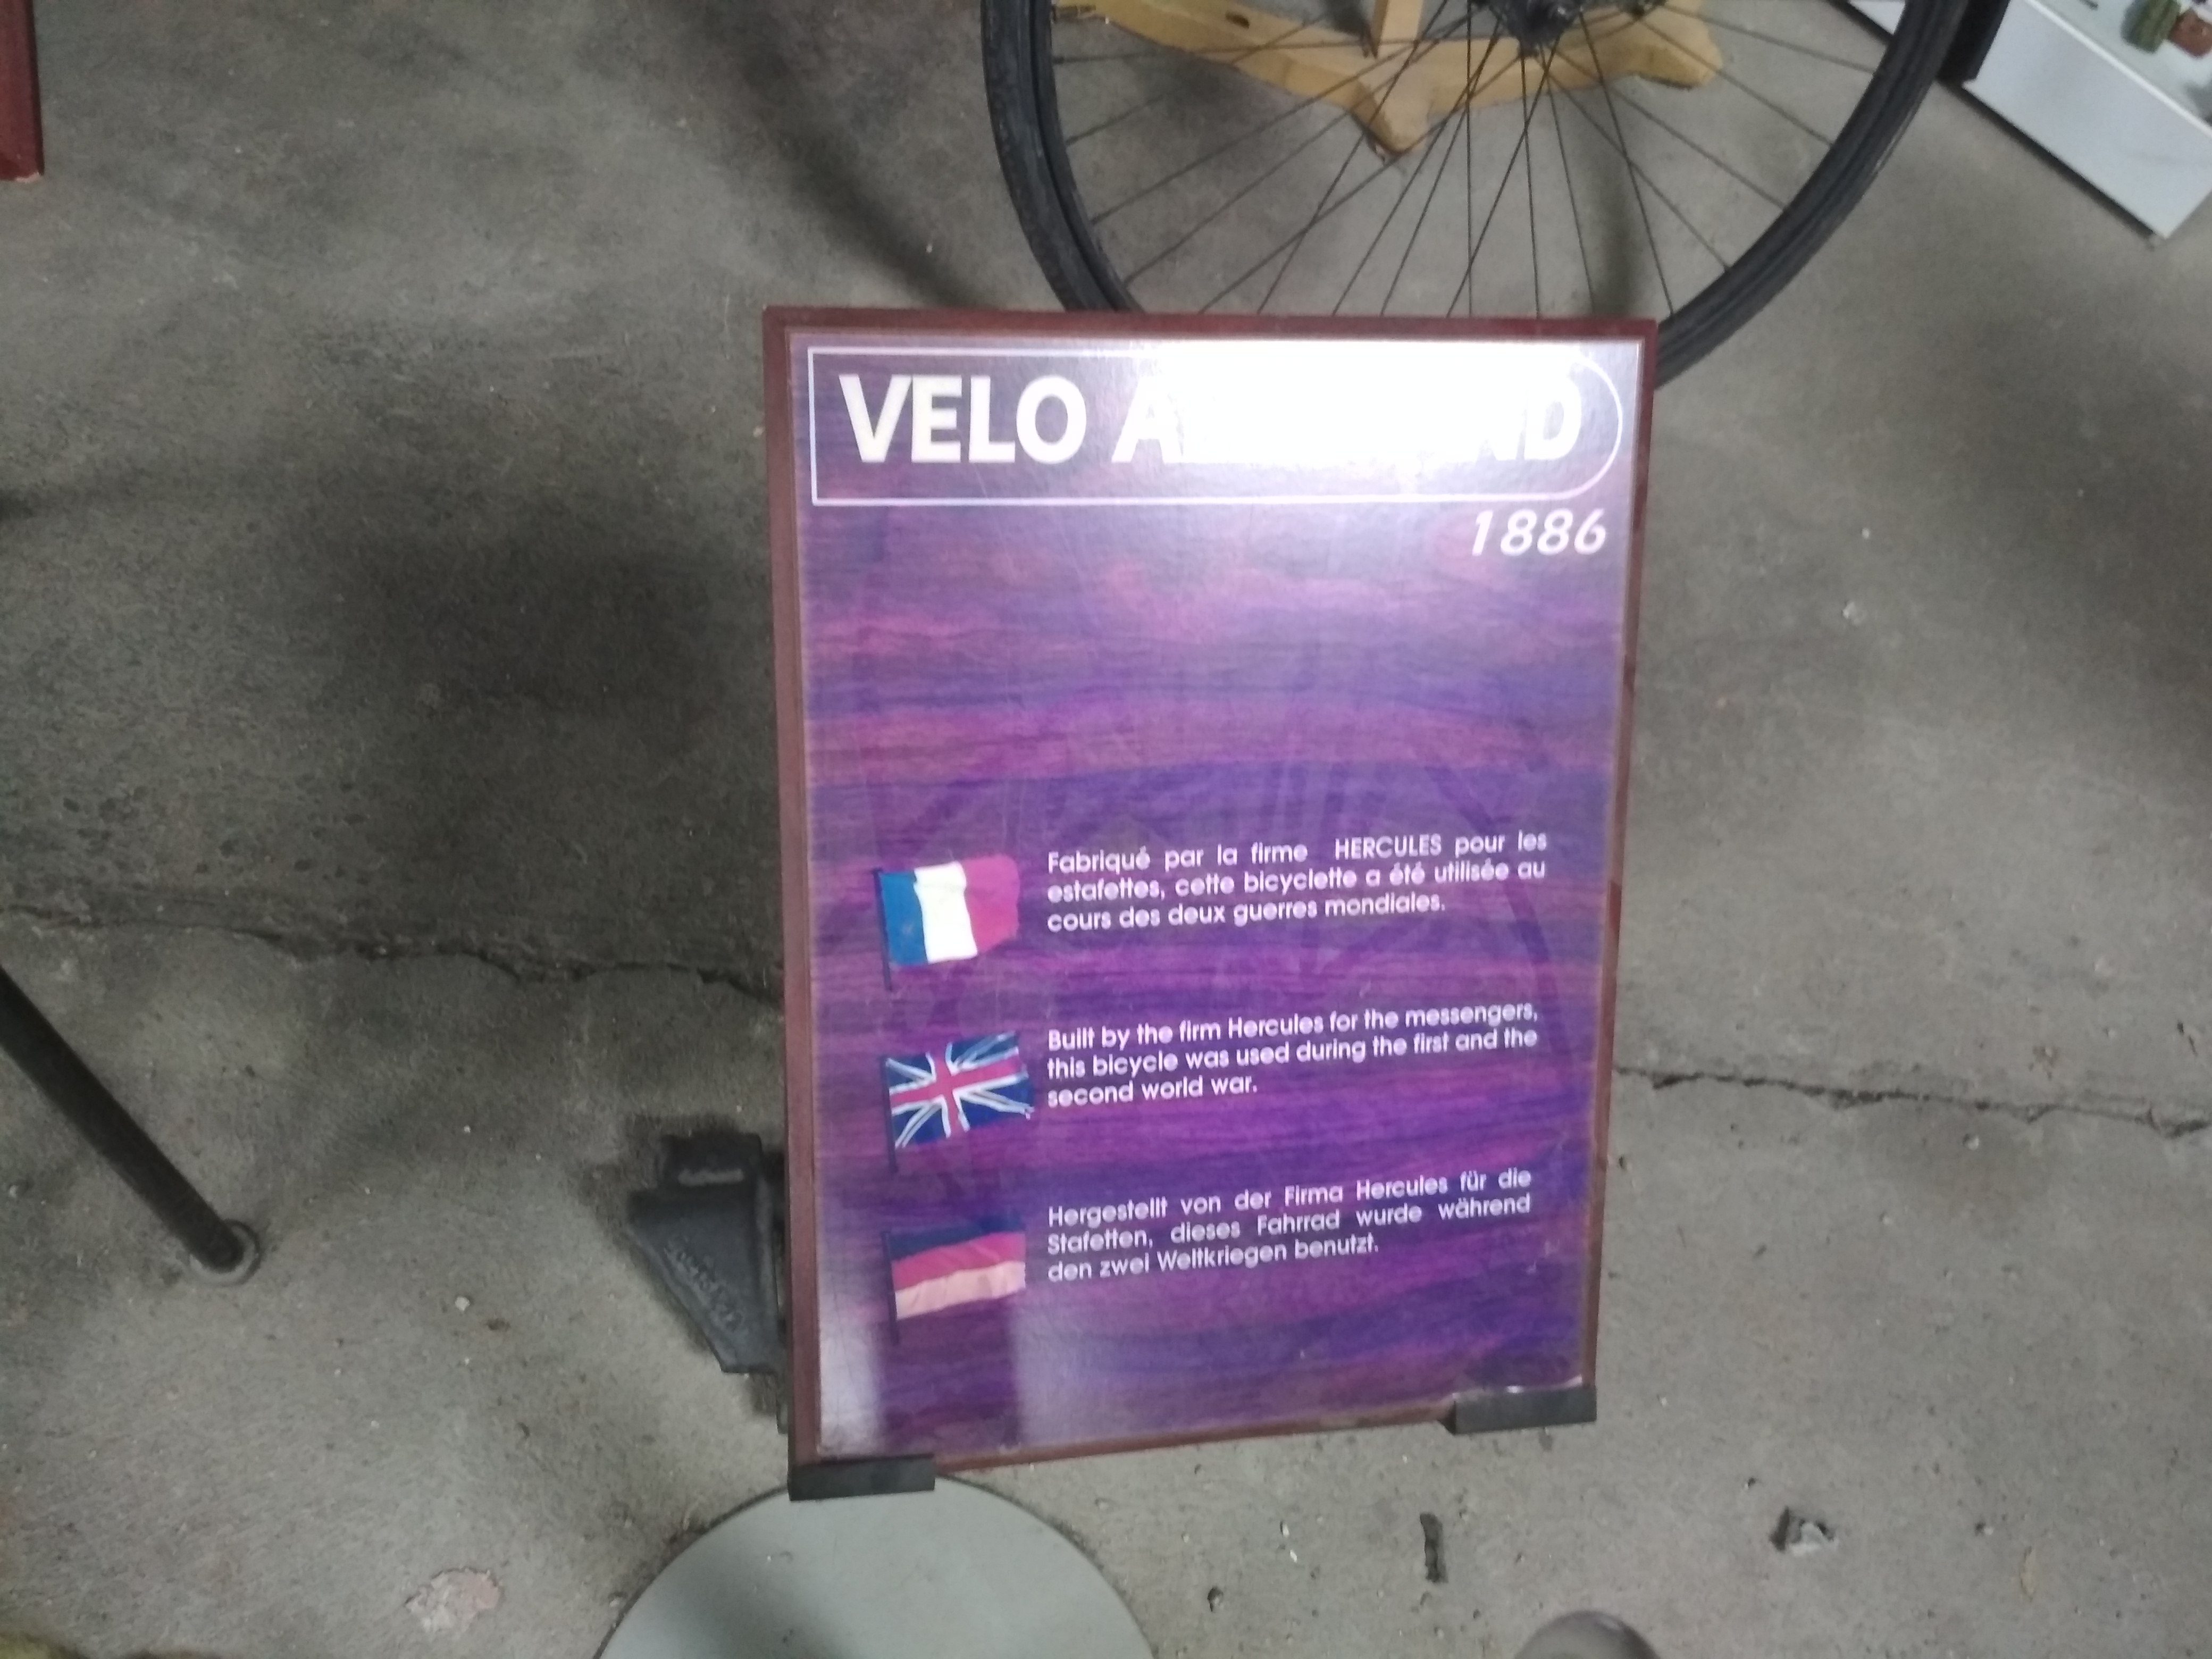 VELO
1886
Fabriqué par la firme HERCULES pour les
estafettes, cette bicyclette a été utilisée au
cours des deux guerres mondiales.
Built by the firm Hercules for the messengers,
this bicycle was used during the first and the
second world war.
Hergestellt von der Firma Hercules für die
Stafetten, dieses Fahrrad wurde während
den zwei Weltkriegen benutzt.